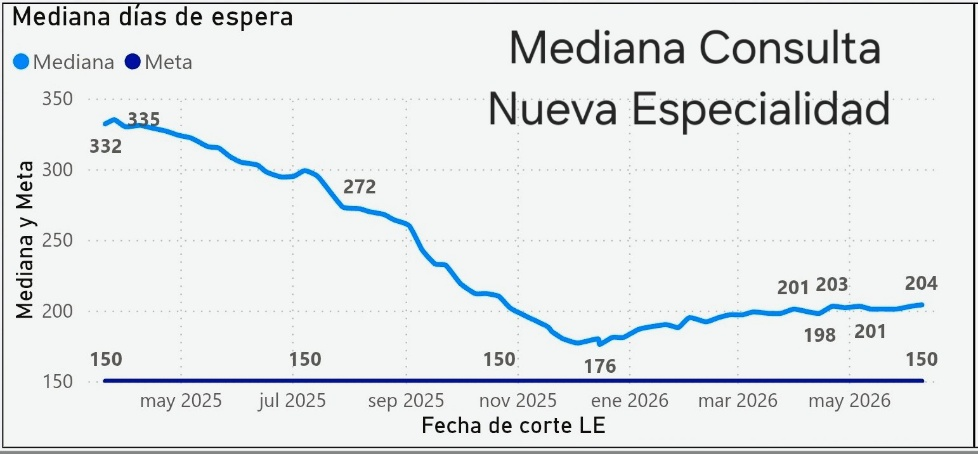 Mediana días de espera
Mediana Consulta
Nueva Especialidad
Mediana Meta
Mediana y Meta
350
300
250
200
150
332
335
272
176
201
198
203
201
204
150
150
150
150
may 2025 jul 2025 sep 2025 nov 2025 ene 2026 mar 2026 may 2026
Fecha de corte LE